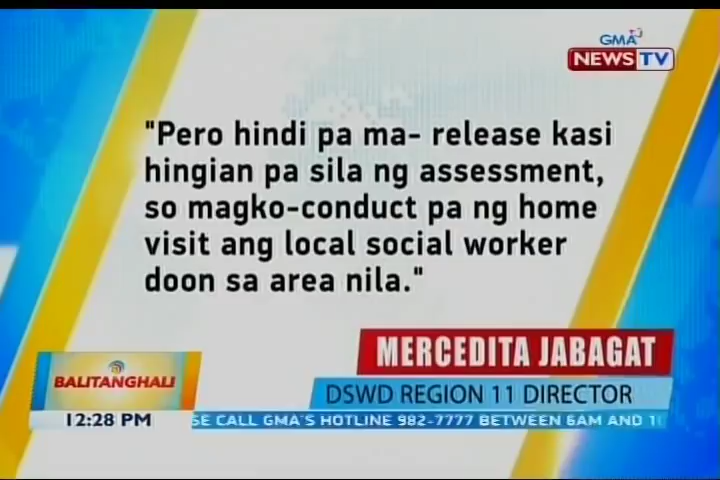 GMA
NEWS TV
"Pero hindi pa ma- release kasi
hingian pa sila ng assessment,
so magko-conduct pa ng home
visit ang local social worker
doon sa area nila."
MERCEDITA JABAGAT
DSWD REGION 11 DIRECTOR
BALITANGHALI
12:28 PM
SE CALL GMA'S HOTLINE 982-7777 BETWEEN 6AM AND 1